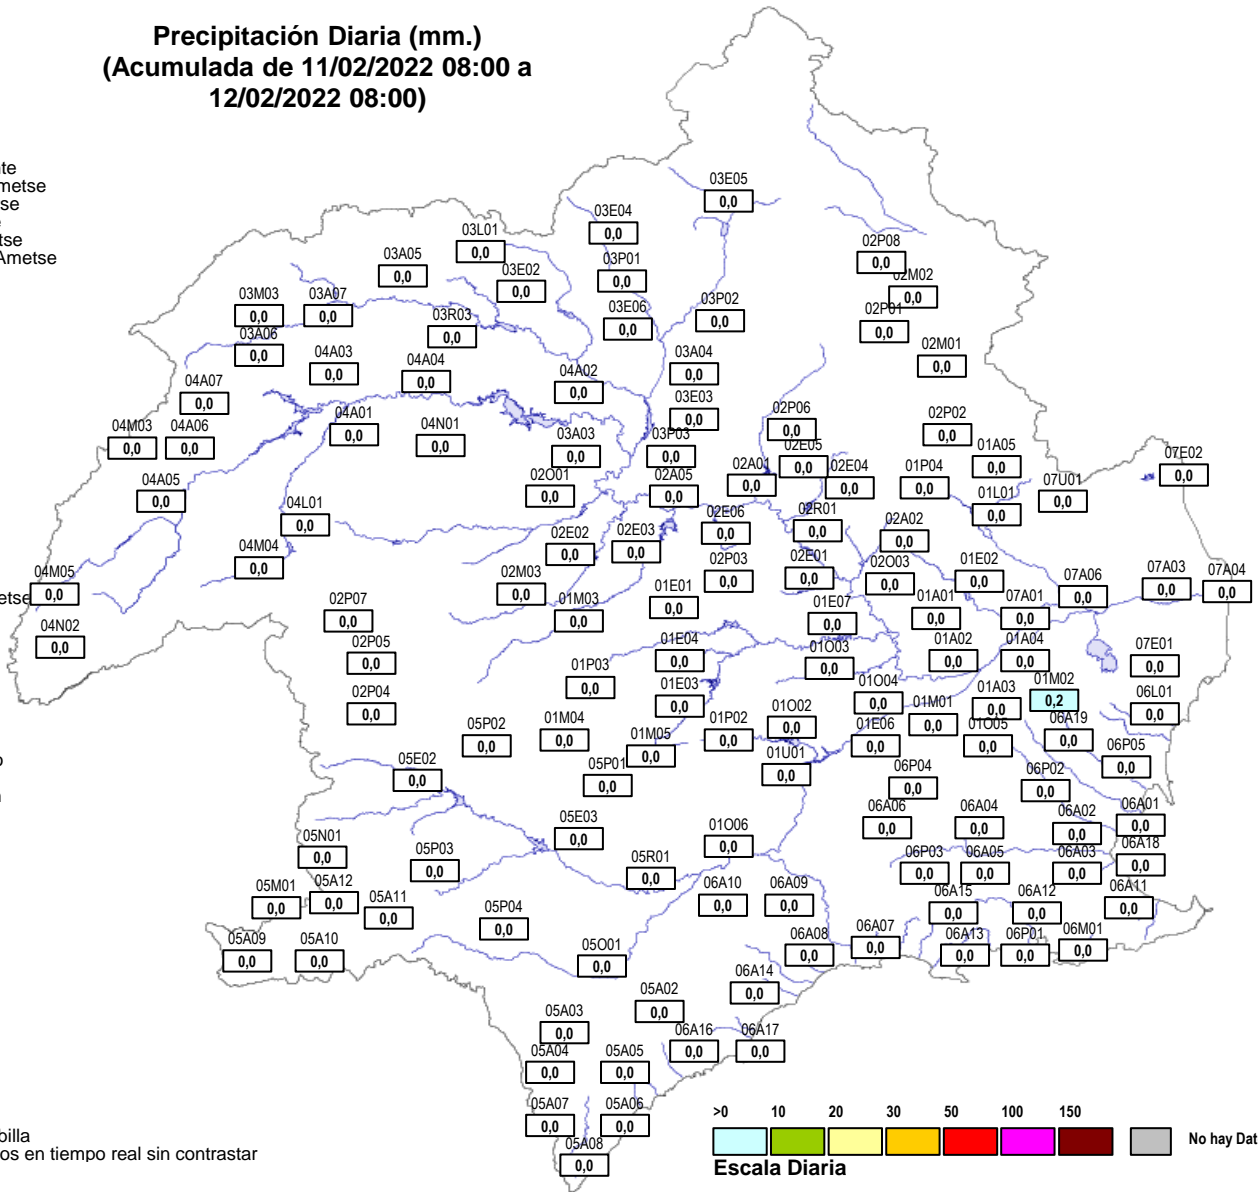 Precipitación Diaria (mm.)
(Acumulada de 11/02/2022 08:00 a
12/02/2022 08:00)
nte
metse
se
e
tse
Ametse
03E05
0,0
03E04
0,0
03L01
0,0
03A05
0,0
03E02
0,0
03P01
0,0
02P08
0,0
02M02
0,0
03M03
0,0
03A07
0,0
03R03
0,0
03E06
0,0
03P02
0,0
02P01
0,0
03A06
0,0
04A03
0,0
04A04
0,0
04A02
0,0
03A04
0,0
02M01
0,0
04A07
0,0
03E03
0,0
04M03
0,0
04A06
0,0
04A01
0,0
04N01
0,0
03A03
0,0
03P03
0,0
02P06
0,0
02P02
0,0
02E05
0,0
01A05
0,0
07E02
0,0
04A05
0,0
02O01
0,0
02A05
0,0
02A01
0,0
02E04
0,0
01P04
0,0
01L01
0,0
07U01
0,0
04L01
0,0
02E06
0,0
02R01
0,0
02A02
0,0
04M04
0,0
02E02
0,0
02E03
0,0
04M05
0,0
etse
02M03
0,0
02P03
0,0
02E01
0,0
02O03
0,0
01E02
0,0
07A06
0,0
07A03
0,0
07A04
0,0
02P07
0,0
01M03
0,0
01E01
0,0
01E07
0,0
01A01
0,0
07A01
0,0
04N02
0,0
02P05
0,0
01E04
0,0
01O03
0,0
01A02
0,0
01A04
0,0
07E01
0,0
02P04
0,0
01P03
0,0
01E03
0,0
01O04
0,0
01A03
0,0
01M02
0,2
06L01
0,0
05P02
0,0
01M04
0,0
01M05
0,0
01P02
0,0
01O02
0,0
01E06
0,0
01M01
0,0
01O05
0,0
06A19
0,0
o
05E02
0,0
05P01
0,0
01U01
0,0
06P04
0,0
06P02
0,0
06P05
0,0
05E03
0,0
01O06
0,0
06A06
0,0
06A04
0,0
06A02
0,0
06A01
0,0
05N01
0,0
05P03
0,0
05R01
0,0
06P03
0,0
06A05
0,0
06A03
0,0
06A18
0,0
05M01
0,0
05A12
0,0
05A11
0,0
06A10
0,0
06A09
0,0
06A15
0,0
06A12
0,0
06A11
0,0
05A09
0,0
05A10
0,0
05P04
0,0
05O01
0,0
06A08
0,0
06A07
0,0
06A13
0,0
06P01
0,0
06M01
0,0
06A14
0,0
05A02
0,0
05A03
0,0
06A16
0,0
06A17
0,0
05A04
0,0
05A05
0,0
05A07
0,0
05A06
0,0
05A08
0,0
billa
os en tiempo real sin contrastar
>0 10 20 30 50 100 150
No hay Dat
Escala Diaria